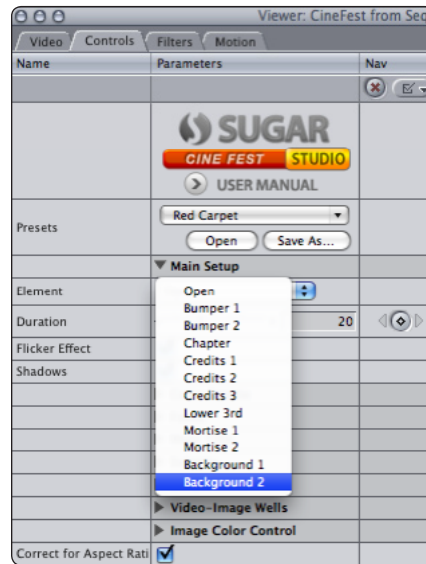 Viewer: CineFest from Sec
Video Controls Filters Motion
Name Parameters Nav
SUGAR
CINE FEST STUDIO
USER MANUAL
Presets Red Carpet
Open Save As...
Main Setup
Element
Open
Bumper 1
Duration 20
Bumper 2
Chapter
Flicker Effect
Credits 1
Shadows
Credits 2
Credits 3
Lower 3rd
Mortise 1
Mortise 2
Background 1
Background 2
Video-Image Wells
Image Color Control
Correct for Aspect Rati